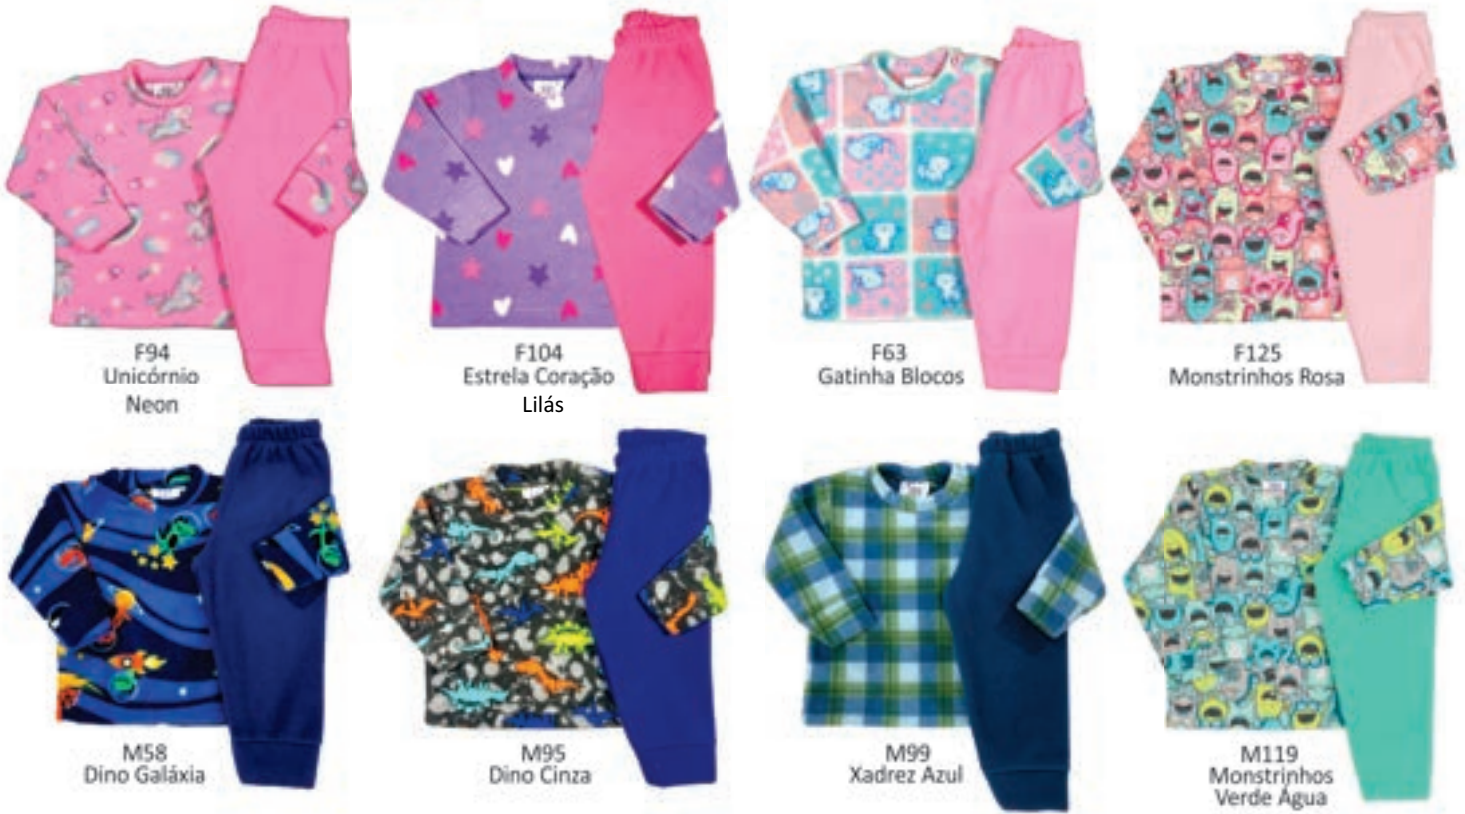 F94
Unicórnio
Neon
F104
Estrela Coração
Lilás
F63
Gatinha Blocos
F125
Monstrinhos Rosa
M58
Dino Galáxia
M95
Dino Cinza
M99
Xadrez Azul
M119
Monstrinhos
Verde Água